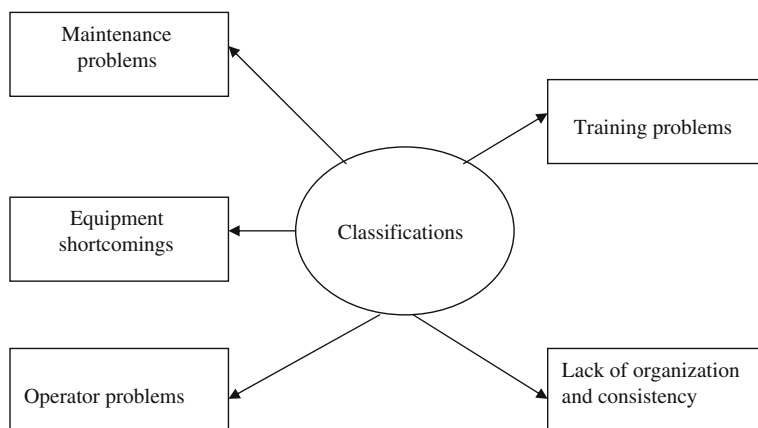 Maintenance
problems
Training problems
Equipment
shortcomings
Classifications
Operator problems
Lack of organization
and consistency